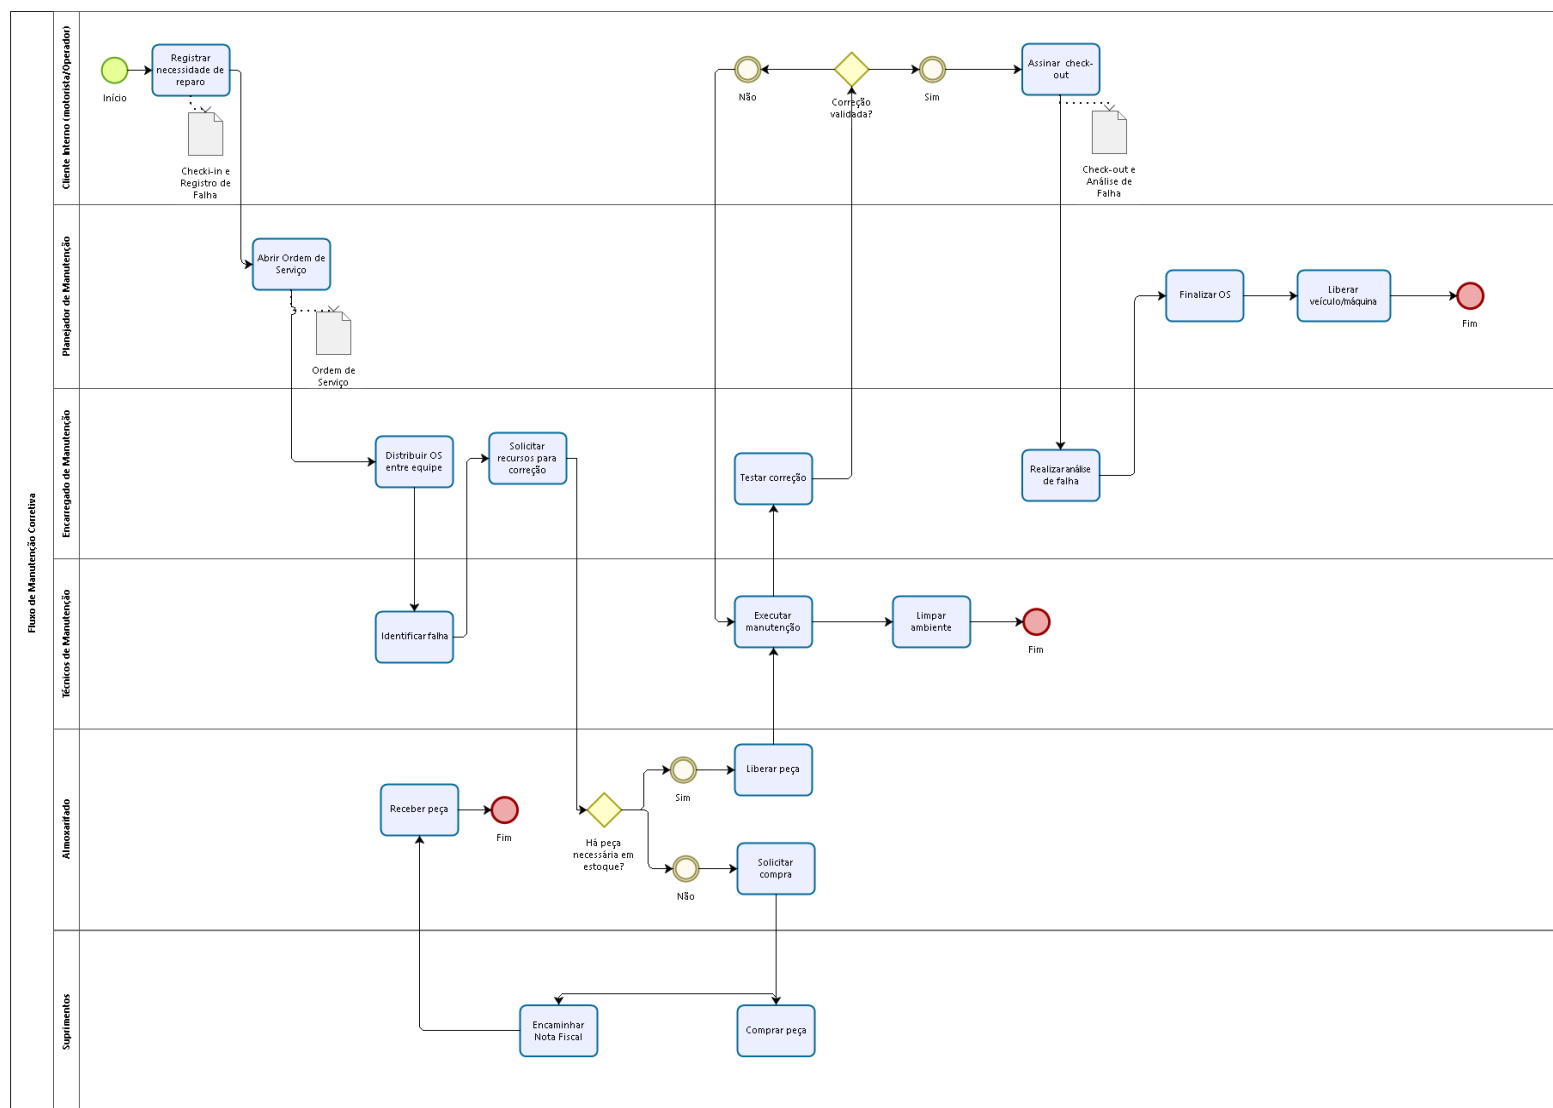 Fluxo de Manutenção Corretiva
Cliente Interno (motorista/Operador)
Início
Registrar
necessidade de
reparo
Checki-in e
Registro de
Falha
Não
Correção
validada?
Sim
Assinar check-
out
Check-out e
Análise de
Falha
Planejador de Manutenção
Abrir Ordem de
Serviço
Ordem de
Serviço
Finalizar OS
Liberar
veículo/máquina
Fim
Encarregado de Manutenção
Distribuir OS
entre equipe
Solicitar
recursos para
correção
Testar correção
Realizar análise
de falha
Técnicos de Manutenção
Identificar falha
Executar
manutenção
Limpar
ambiente
Fim
Almoxarifado
Receber peça
Fim
Há peça
necessária em
estoque?
Sim
Liberar peça
Não
Solicitar
compra
Suprimentos
Encaminhar
Nota Fiscal
Comprar peça